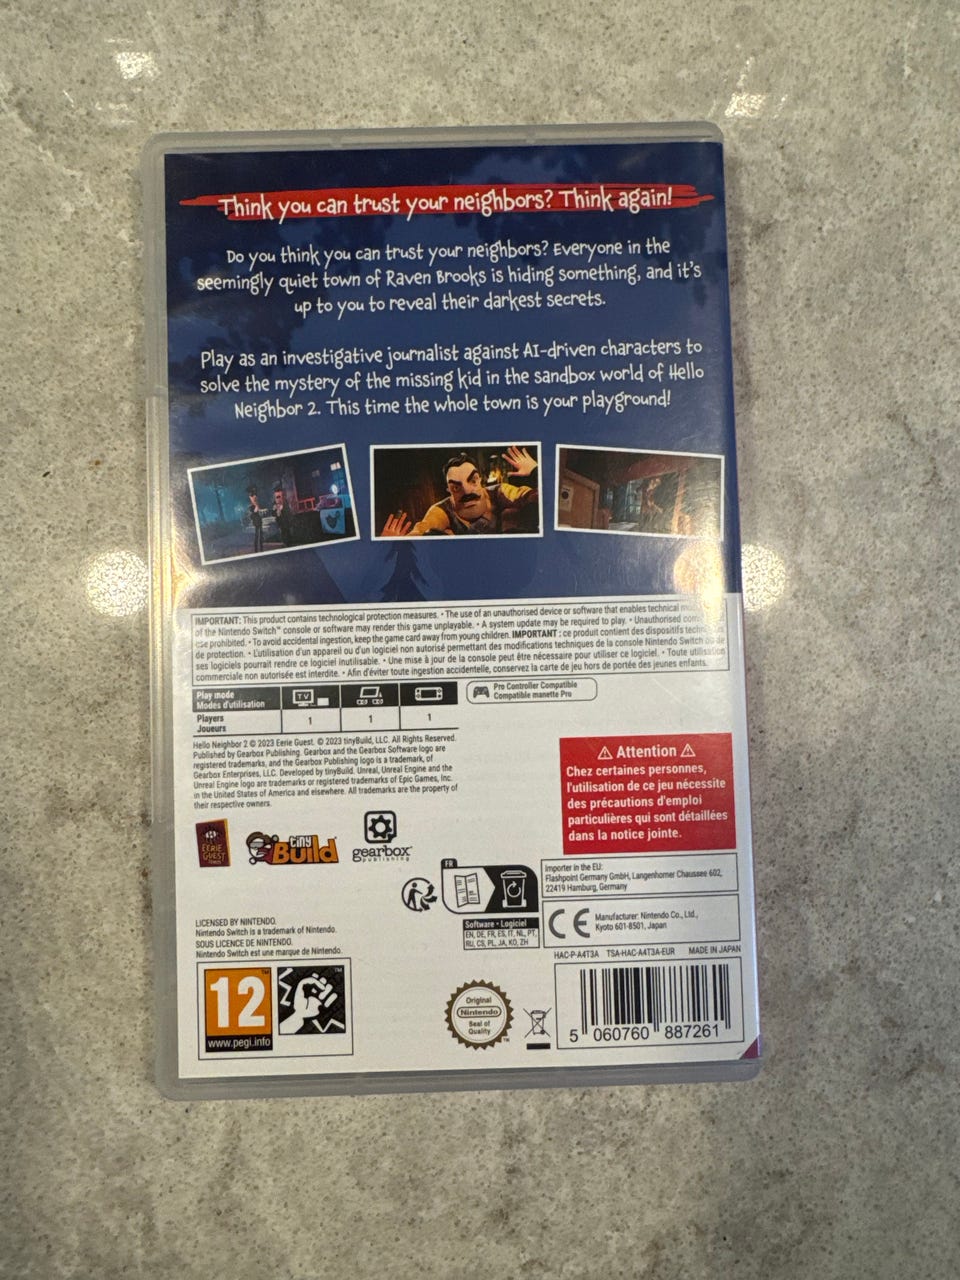 Think you can trust your neighbors? Think again!
Do you think you can trust your neighbors? Everyone in the
seemingly quiet town of Raven Brooks is hiding something, and it's
up to you to reveal their darkest secrets.
Play as an investigative journalist against AI-driven characters to
solve the mystery of the missing kid in the sandbox world of Hello
Neighbor 2. This time the whole town is your playground!
IMPORTANT: This product contains technological protection measures. • The use of an unauthorised device or software that enables technical
of the Nintendo Switch™ console or software may render this game unplayable. • A system update may be required to play. • Unauthorised
use prohibited. • To avoid accidental ingestion, keep the game card away from young children. IMPORTANT : ce produit contient des dispositifs
de protection. • L'utilisation d'un appareil ou d'un logiciel non autorisé permettant des modifications techniques de la console Nintendo Switch ou de
ses logiciels pourrait rendre ce logiciel inutilisable. • Une mise à jour de la console peut être nécessaire pour utiliser ce logiciel. • Toute utilisation
commerciale non autorisée est interdite. • Afin d'éviter toute ingestion accidentelle, conservez la carte de jeu hors de portée des jeunes enfants.
Play mode
Modes d'utilisation
TV
Players
Joueurs
1 1 1
Pro Controller Compatible
Compatible manette Pro
Hello Neighbor 2 © 2023 Eerie Guest. © 2023 tinyBuild, LLC. All Rights Reserved.
Published by Gearbox Publishing. Gearbox and the Gearbox Software logo are
registered trademarks, and the Gearbox Publishing logo is a trademark, of
Gearbox Enterprises, LLC. Developed by tinyBuild. Unreal, Unreal Engine and the
Unreal Engine logo are trademarks or registered trademarks of Epic Games, Inc.
in the United States of America and elsewhere. All trademarks are the property of
their respective owners.
⚠ Attention ⚠
Chez certaines personnes,
l'utilisation de ce jeu nécessite
des précautions d'emploi
particulières qui sont détaillées
dans la notice jointe.
EERIE
GUEST
tiny
Build
gearbox
publishing
FR
Importer in the EU:
Flashpoint Germany GmbH, Langenhorner Chaussee 602,
22419 Hamburg, Germany
CE
Manufacturer: Nintendo Co., Ltd.,
Kyoto 601-8501, Japan
Software • Logiciel
EN, DE, FR, ES, IT, NL, PT,
RU, CS, PL, JA, KO, ZH
LICENSED BY NINTENDO.
Nintendo Switch is a trademark of Nintendo.
SOUS LICENCE DE NINTENDO.
Nintendo Switch est une marque de Nintendo.
HAC-P-A4T3A TSA-HAC-A4T3A-EUR MADE IN JAPAN
12
www.pegi.info
Original
Nintendo
Seal of
Quality
5 060760 887261